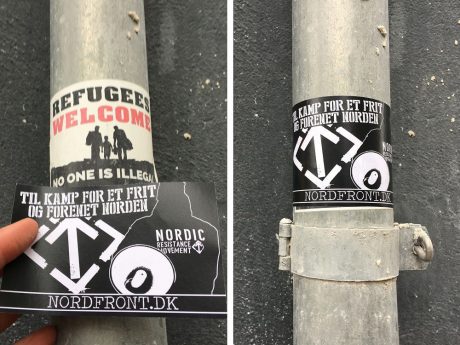 REFUGEES
WELCOME
NO ONE IS ILLEGAL
TIL KAMP FOR ET FRIT
OG FORENET NORDEN
NORDIC
RESISTANCE
MOVEMENT
NORDFRONT.DK
TIL KAMP FOR ET FRIT
OG FORENET NORDEN
NORDFRONT.DK